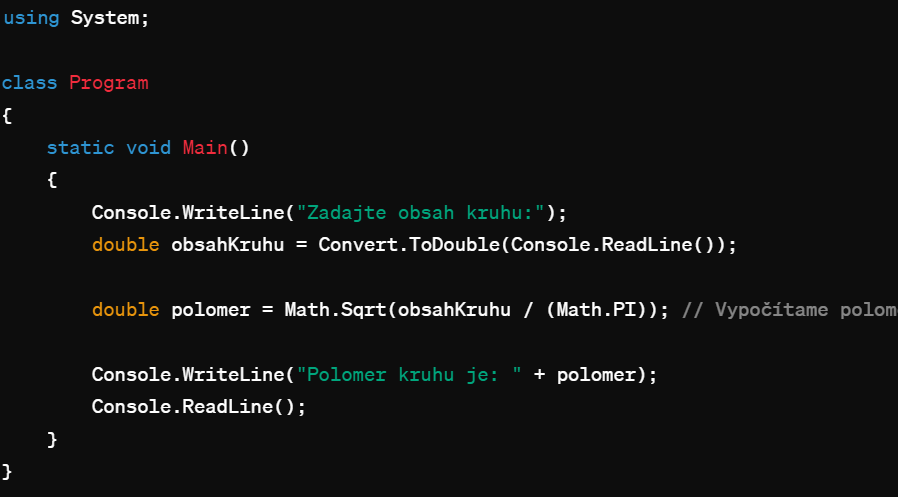 using System;
class Program
{
static void Main()
{
Console.WriteLine("Zadajte obsah kruhu:");
double obsahKruhu = Convert.ToDouble(Console.ReadLine());
double polomer = Math.Sqrt(obsahKruhu / (Math.PI)); // Vypočítame polom
Console.WriteLine("Polomer kruhu je: " + polomer);
Console.ReadLine();
}
}